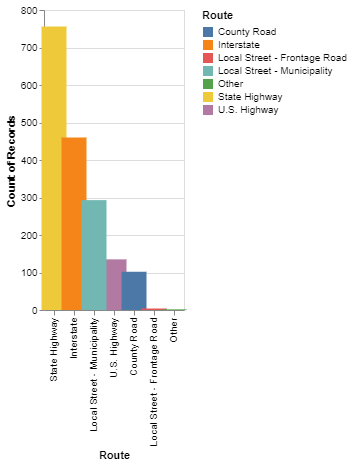 800
700
600
500
400
300
200
100
0
Count of Records
State Highway
Interstate
Local Street - Municipality
U.S. Highway
County Road
Local Street - Frontage Road
Other
Route
Route
County Road
Interstate
Local Street - Frontage Road
Local Street - Municipality
Other
State Highway
U.S. Highway